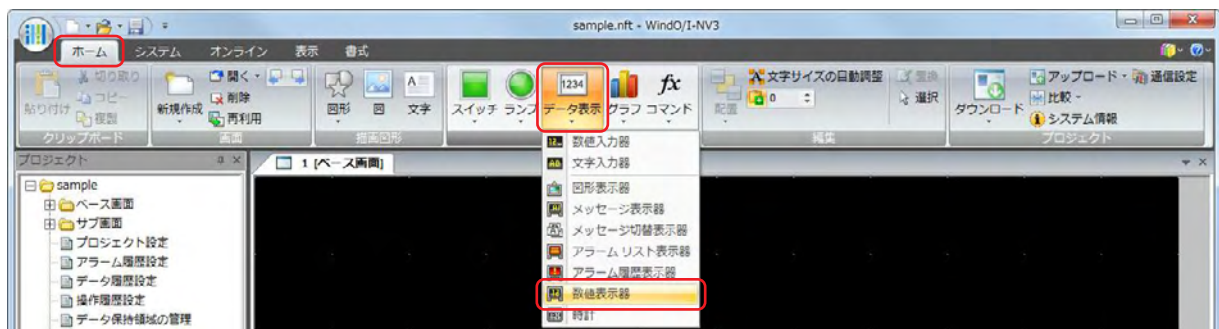 sample.nft - WindO/I-NV3
ホーム システム オンライン 表示 書式
貼り付け 切り取り コピー 複製
クリップボード
新規作成 開く 削除 再利用
画面
図形 図 文字
描画図形
スイッチ ランプ 1234 データ表示 グラフ fx コマンド
配置 文字サイズの自動調整 0 置換 選択
編集
ダウンロード アップロード 比較 システム情報 通信設定
プロジェクト
数値入力器
文字入力器
図形表示器
メッセージ表示器
メッセージ切替表示器
アラーム リスト表示器
アラーム履歴表示器
数値表示器
時計
プロジェクト
1 [ベース画面]
sample
ベース画面
サブ画面
プロジェクト設定
アラーム履歴設定
データ履歴設定
操作履歴設定
データ保持領域の管理